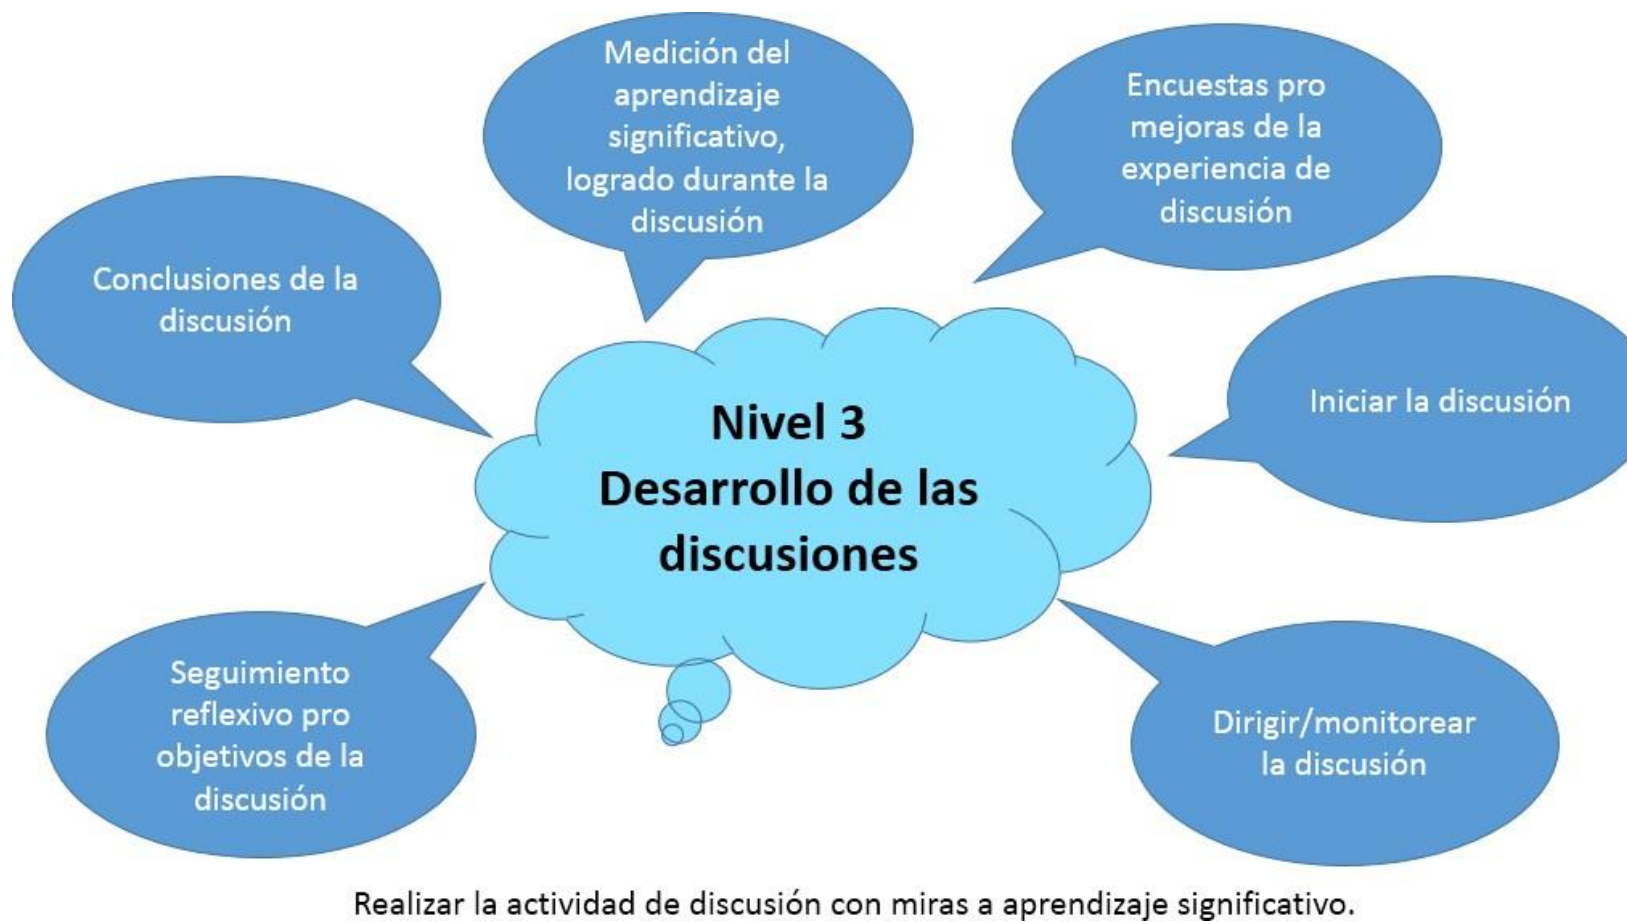 Medición del
aprendizaje
significativo,
logrado durante la
discusión
Encuestas pro
mejoras de la
experiencia de
discusión
Conclusiones de la
discusión
Iniciar la discusión
Nivel 3
Desarrollo de las
discusiones
Seguimiento
reflexivo pro
objetivos de la
discusión
Dirigir/monitorear
la discusión
Realizar la actividad de discusión con miras a aprendizaje significativo.